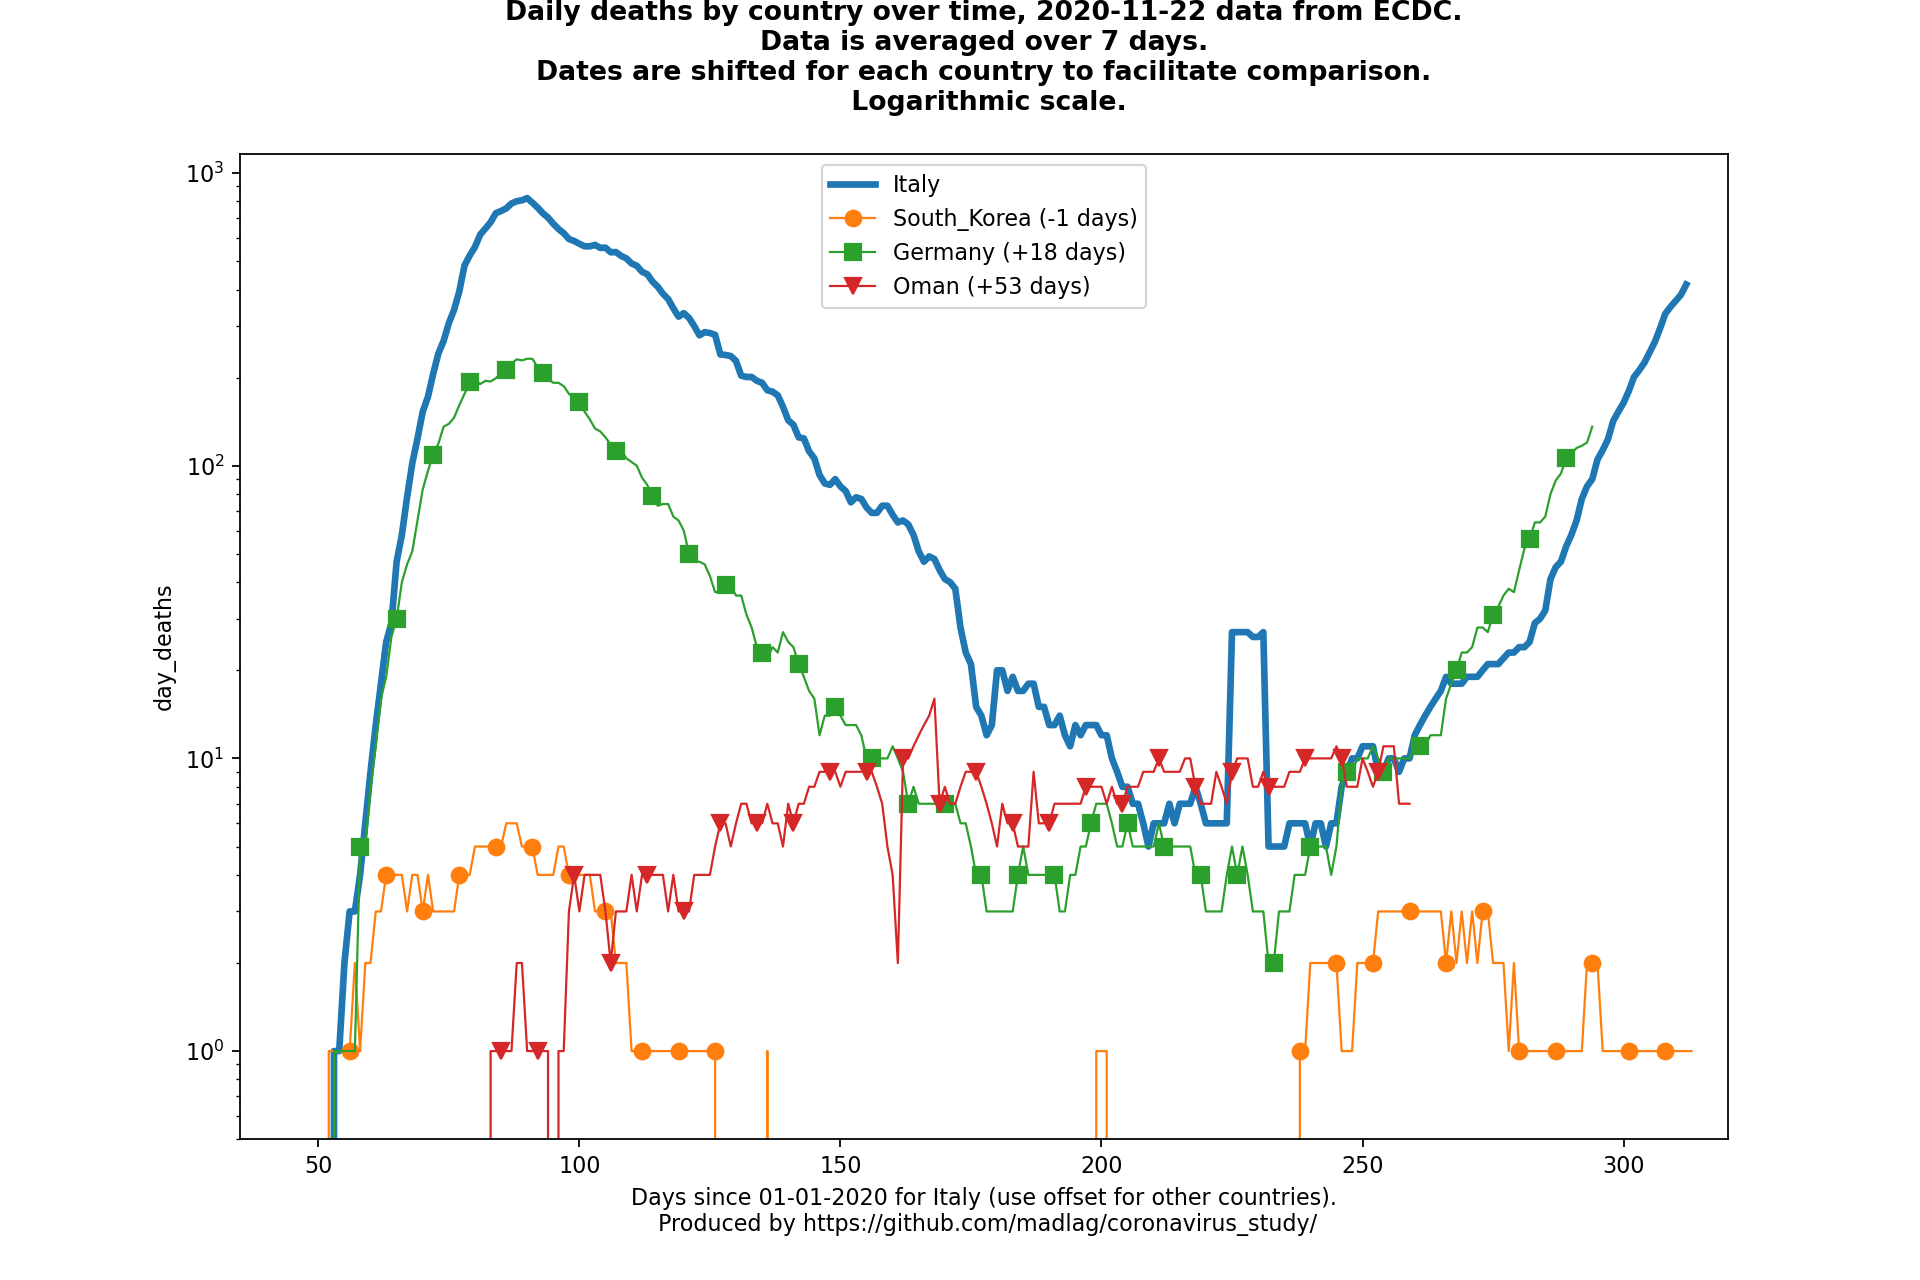 Daily deaths by country over time, 2020-11-22 data from ECDC.
Data is averaged over 7 days.
Dates are shifted for each country to facilitate comparison.
Logarithmic scale.
10³
Italy
South_Korea (-1 days)
Germany (+18 days)
Oman (+53 days)
10²
day_deaths
10¹
10⁰
50 100 150 200 250 300
Days since 01-01-2020 for Italy (use offset for other countries).
Produced by https://github.com/madlag/coronavirus_study/